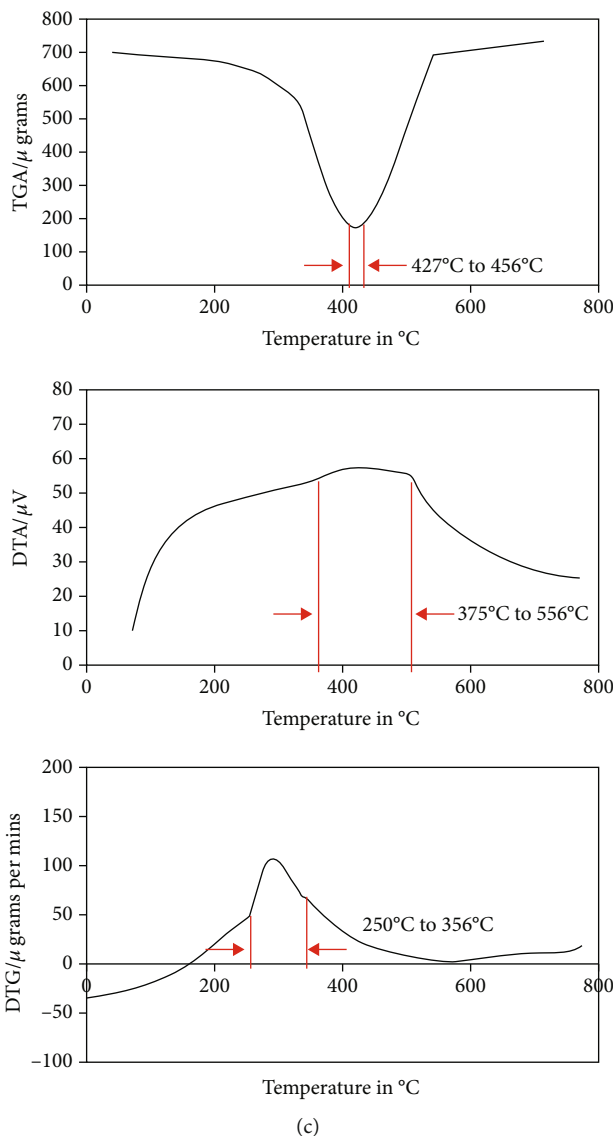 800
700
600
500
400
300
200
100
0
TGA/μ grams
427°C to 456°C
0 200 400 600 800
Temperature in °C
80
70
60
50
40
30
20
10
0
DTA/μV
375°C to 556°C
0 200 400 600 800
Temperature in °C
200
150
100
50
0
–50
–100
DTG/μ grams per mins
250°C to 356°C
0 200 400 600 800
Temperature in °C
(c)